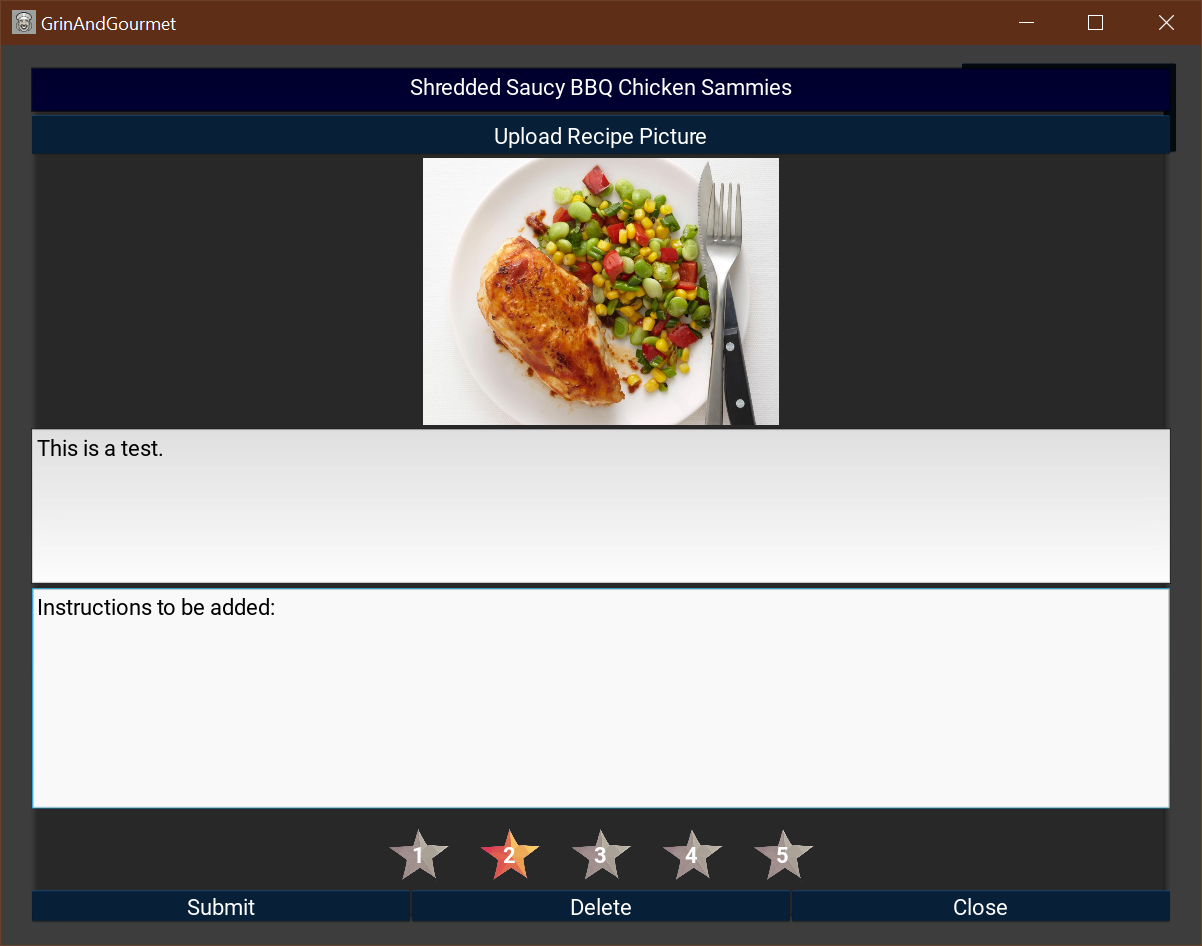 GrinAndGourmet
Shredded Saucy BBQ Chicken Sammies
Upload Recipe Picture
This is a test.
Instructions to be added:
1 2 3 4 5
Submit Delete Close